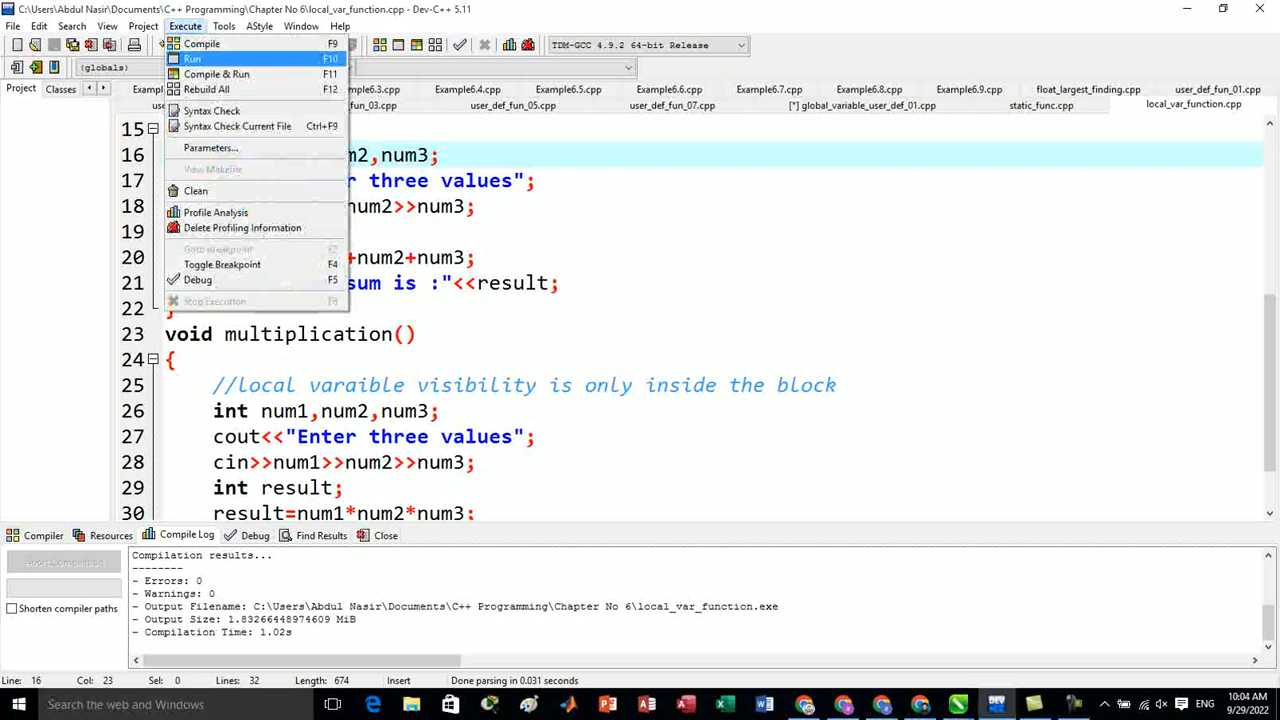 C:\Users\Abdul Nasir\Documents\C++ Programming\Chapter No 6\local_var_function.cpp - Dev-C++ 5.11
File Edit Search View Project Execute Tools AStyle Window Help
TDM-GCC 4.9.2 64-bit Release
(globals)
Compile F9
Run F10
Compile & Run F11
Rebuild All F12
Syntax Check
Syntax Check Current File Ctrl+F9
Parameters...
View Makefile
Clean
Profile Analysis
Delete Profiling Information
Goto Breakpoint F2
Toggle Breakpoint F4
Debug F5
Stop Execution F6
Project Classes
Examp mple6.3.cpp Example6.4.cpp Example6.5.cpp Example6.6.cpp Example6.7.cpp Example6.8.cpp Example6.9.cpp float_largest_finding.cpp user_def_fun_01.cpp
use _fun_03.cpp user_def_fun_05.cpp user_def_fun_07.cpp [*] global_variable_user_def_01.cpp static_func.cpp local_var_function.cpp
15
16 m2,num3;
17 r three values";
18 num2>>num3;
19
20 +num2+num3;
21 sum is :"<<result;
22 }
23 void multiplication()
24 {
25 //local varaible visibility is only inside the block
26 int num1,num2,num3;
27 cout<<"Enter three values";
28 cin>>num1>>num2>>num3;
29 int result;
30 result=num1*num2*num3;
Compiler Resources Compile Log Debug Find Results Close
Abort Compilation
Shorten compiler paths
Compilation results...
--------
- Errors: 0
- Warnings: 0
- Output Filename: C:\Users\Abdul Nasir\Documents\C++ Programming\Chapter No 6\local_var_function.exe
- Output Size: 1.83266448974609 MiB
- Compilation Time: 1.02s
Line: 16 Col: 23 Sel: 0 Lines: 32 Length: 674 Insert Done parsing in 0.031 seconds
Search the web and Windows
DEV
ENG
10:04 AM
9/29/2022